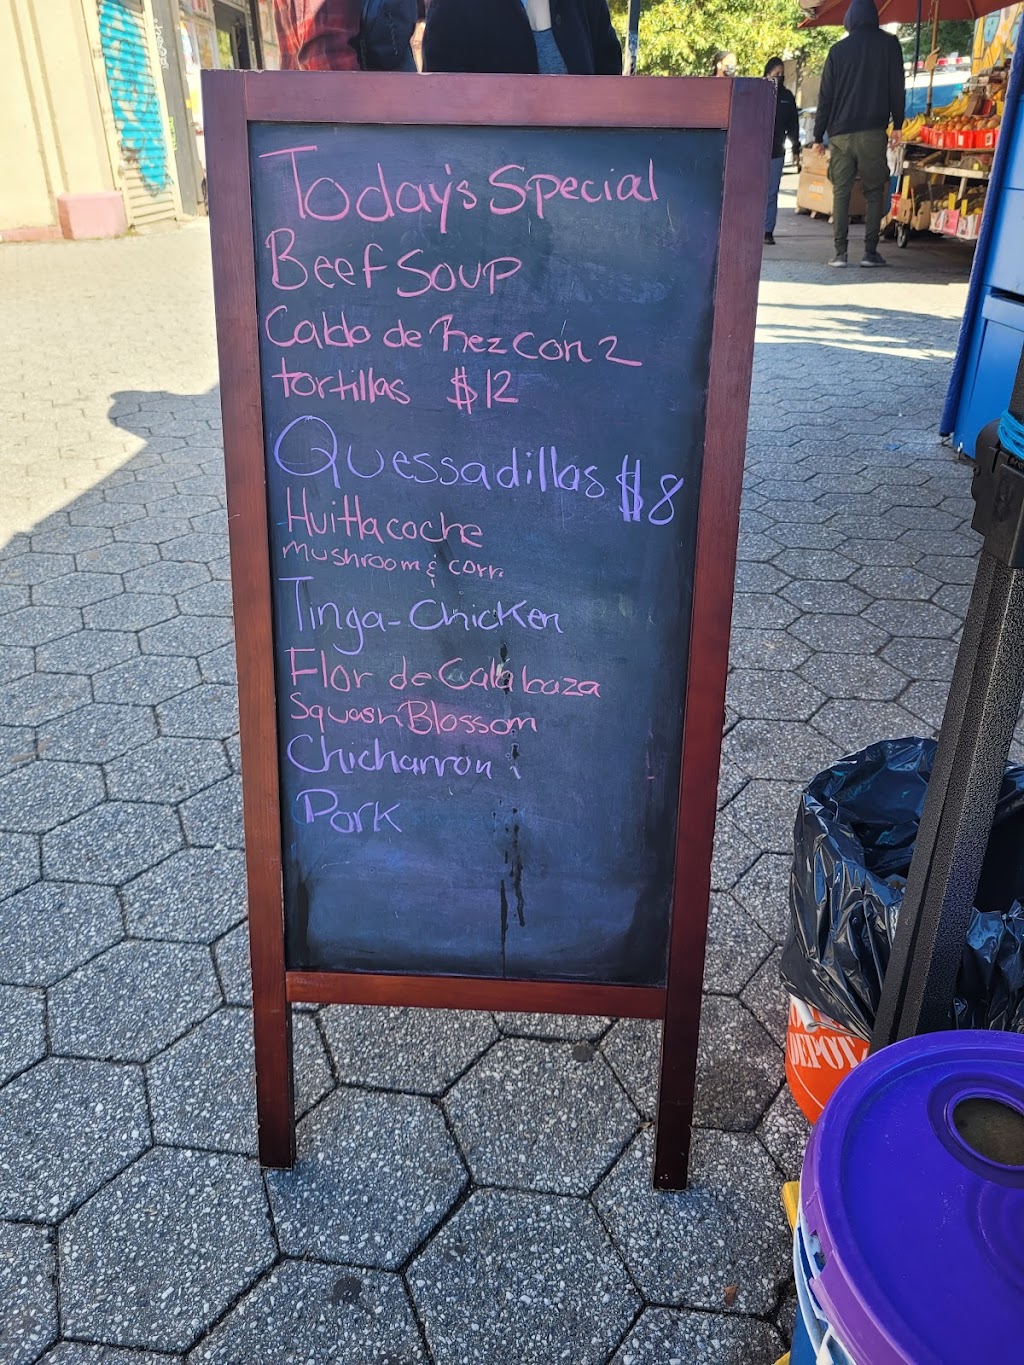 Today's Special
Beef Soup
Caldo de Rez con 2
tortillas $12
Quessadillas $8
Huitlacoche
Mushroom & corn
Tinga-Chicken
Flor de Calabaza
Squash Blossom
Chicharron
Pork
DEPOT